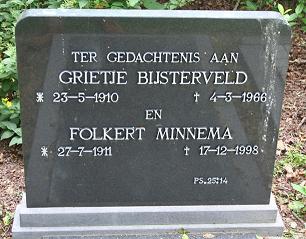 TER GEDACHTENIS AAN
GRIETJE BIJSTERVELD
* 23-5-1910 † 4-3-1966
EN
FOLKERT MINNEMA
* 27-7-1911 † 17-12-1998
PS. 25:14